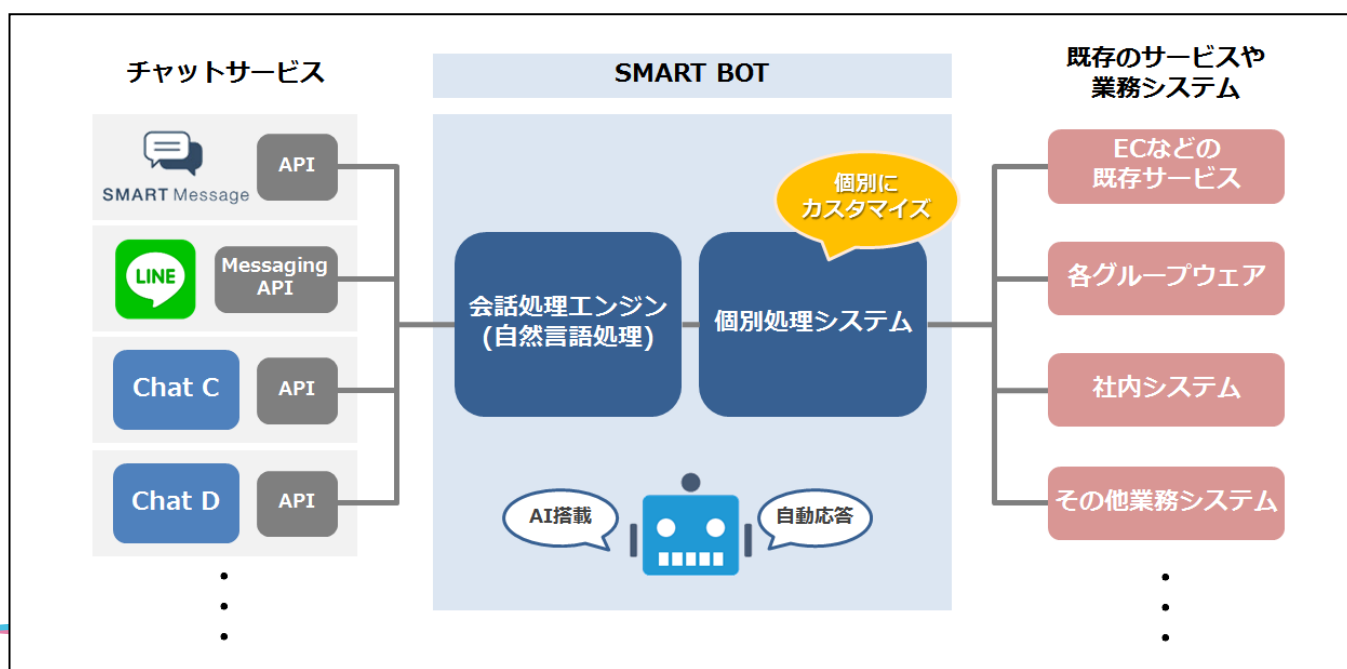 チャットサービス
SMART BOT
既存のサービスや
業務システム
SMART Message
API
LINE
Messaging
API
Chat C
API
Chat D
API
会話処理エンジン
(自然言語処理)
個別処理システム
個別に
カスタマイズ
AI搭載
自動応答
ECなどの
既存サービス
各グループウェア
社内システム
その他業務システム